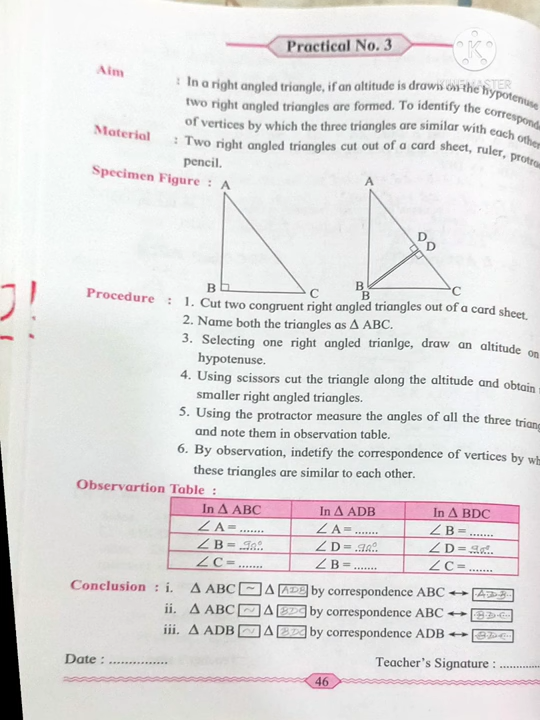 Practical No. 3
K
KINEMASTER
Aim : In a right angled triangle, if an altitude is drawn on the hypotenuse
two right angled triangles are formed. To identify the correspond
of vertices by which the three triangles are similar with each other
Material : Two right angled triangles cut out of a card sheet, ruler, protra
pencil.
Specimen Figure :
A
B
C
A
D
D
B
B
C
Procedure : 1. Cut two congruent right angled triangles out of a card sheet.
2. Name both the triangles as Δ ABC.
3. Selecting one right angled trianlge, draw an altitude on
hypotenuse.
4. Using scissors cut the triangle along the altitude and obtain
smaller right angled triangles.
5. Using the protractor measure the angles of all the three triang
and note them in observation table.
6. By observation, indetify the correspondence of vertices by wh
these triangles are similar to each other.
Observartion Table :
In Δ ABC In Δ ADB In Δ BDC
∠ A = ....... ∠ A = ....... ∠ B = .......
∠ B = 90° ∠ D = 90° ∠ D = 90°
∠ C = ....... ∠ B = ....... ∠ C = .......
Conclusion : i. Δ ABC ~ Δ ADB by correspondence ABC ↔ ADB
ii. Δ ABC ~ Δ BDC by correspondence ABC ↔ BDC
iii. Δ ADB ~ Δ BDC by correspondence ADB ↔ BDC
Date : ............... Teacher's Signature : ............
46